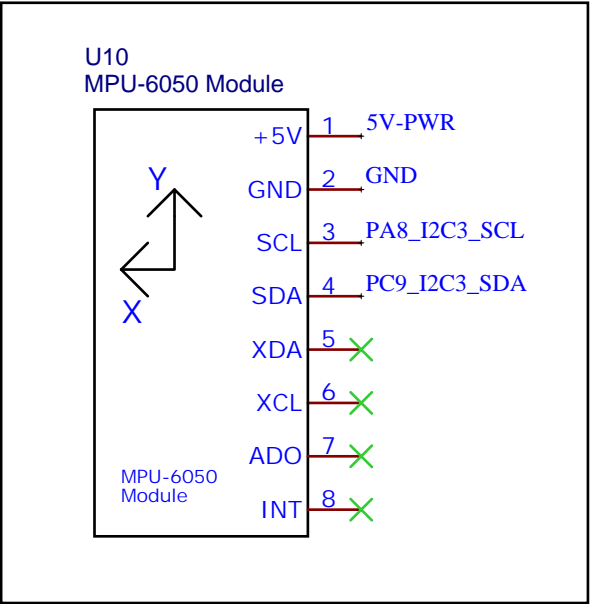 U10
MPU-6050 Module
+5V 1 5V-PWR
Y GND 2 GND
SCL 3 PA8_I2C3_SCL
X SDA 4 PC9_I2C3_SDA
XDA 5
XCL 6
ADO 7
MPU-6050
Module
INT 8